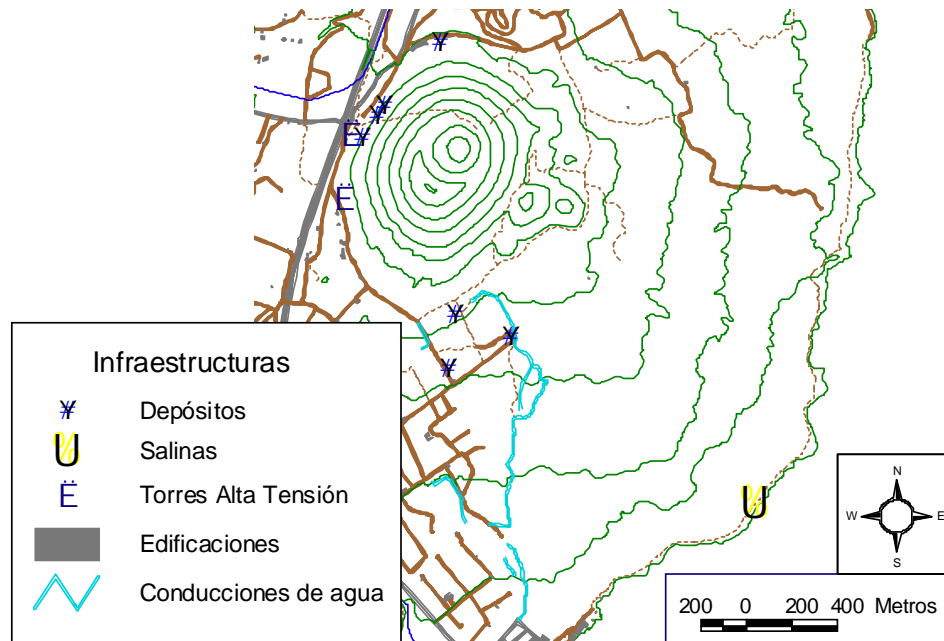 Infraestructuras
¥ Depósitos
U Salinas
Ë Torres Alta Tensión
Edificaciones
Conducciones de agua
¥
¥
¥
Ë
¥
Ë
¥
¥
¥
U
N
W E
S
200 0 200 400 Metros